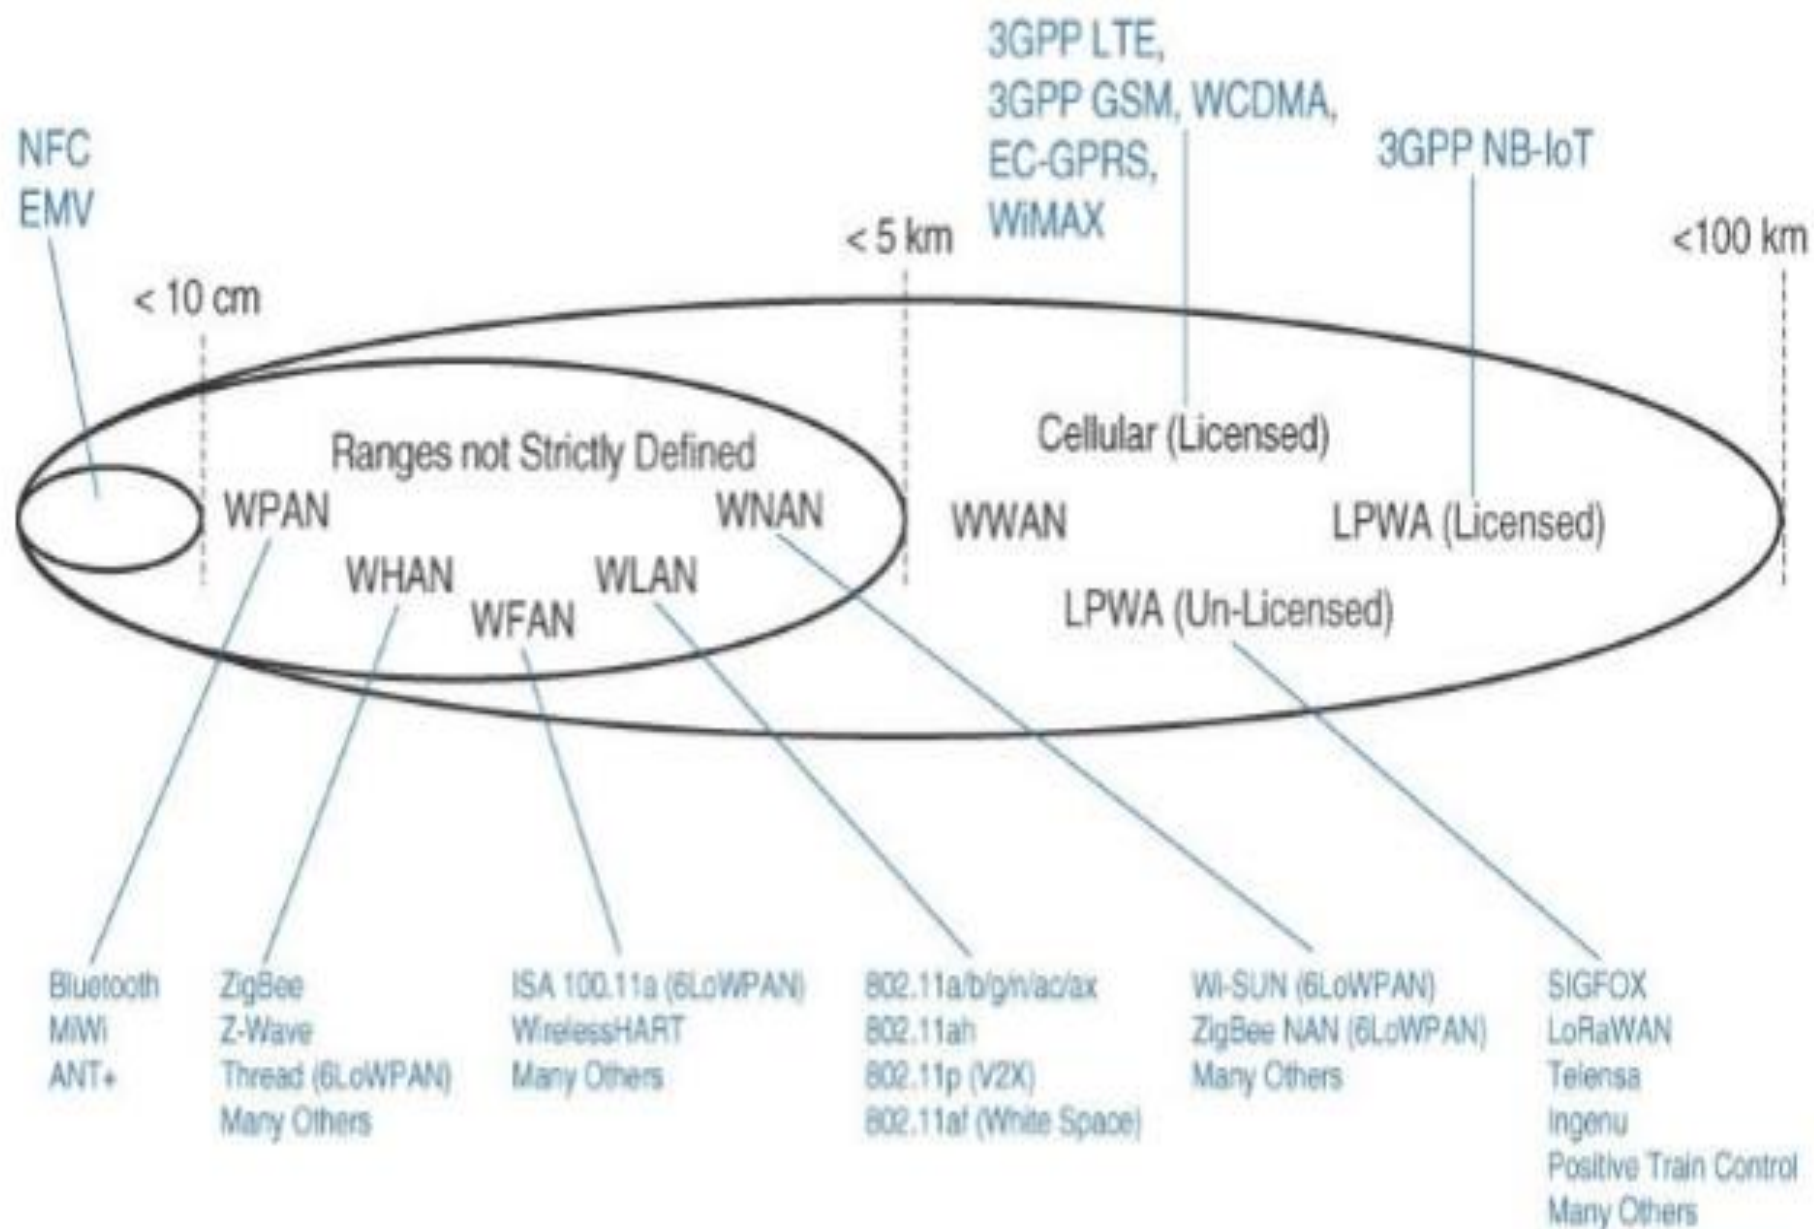 3GPP LTE,
3GPP GSM, WCDMA,
EC-GPRS,
WiMAX
3GPP NB-IoT
NFC
EMV
< 10 cm
< 5 km
<100 km
Ranges not Strictly Defined
WPAN
WHAN
WFAN
WLAN
WNAN
WWAN
Cellular (Licensed)
LPWA (Licensed)
LPWA (Un-Licensed)
Bluetooth
MiWi
ANT+
ZigBee
Z-Wave
Thread (6LoWPAN)
Many Others
ISA 100.11a (6LoWPAN)
WirelessHART
Many Others
802.11a/b/g/n/ac/ax
802.11ah
802.11p (V2X)
802.11af (White Space)
Wi-SUN (6LoWPAN)
ZigBee NAN (6LoWPAN)
Many Others
SIGFOX
LoRaWAN
Telensa
Ingenu
Positive Train Control
Many Others